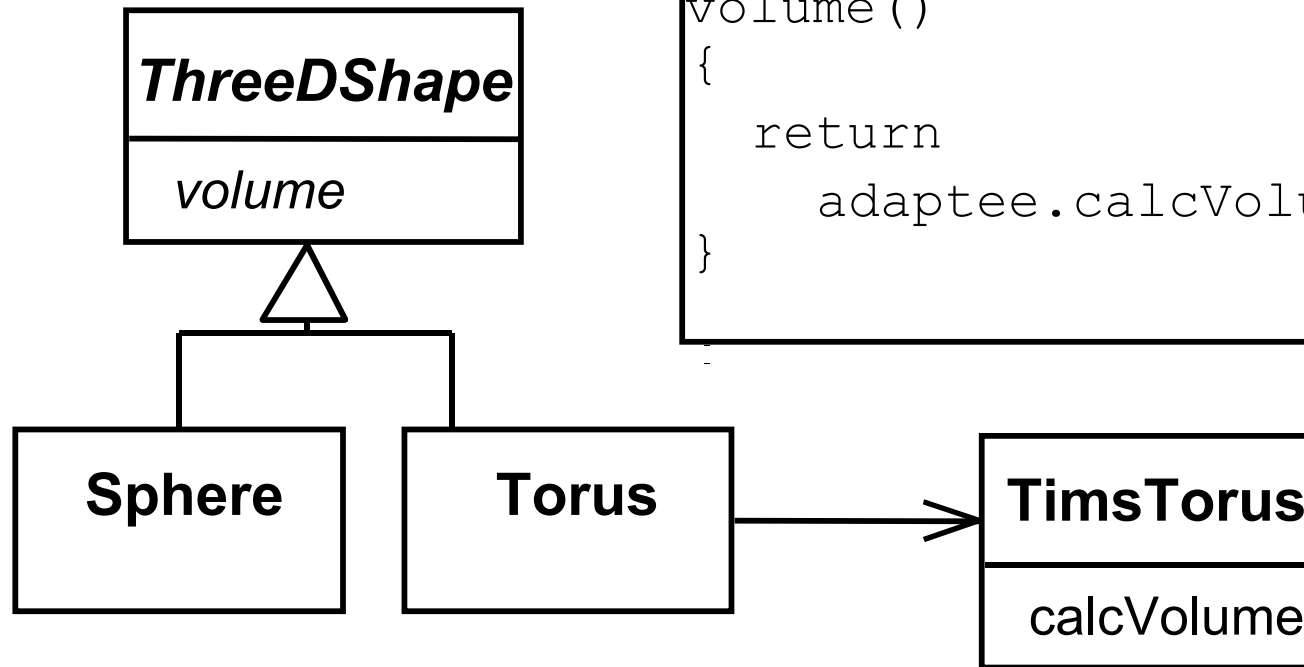 ThreeDShape
volume
volume()
{
return
adaptee.calcVolu
}
Sphere
Torus
TimsTorus
calcVolume